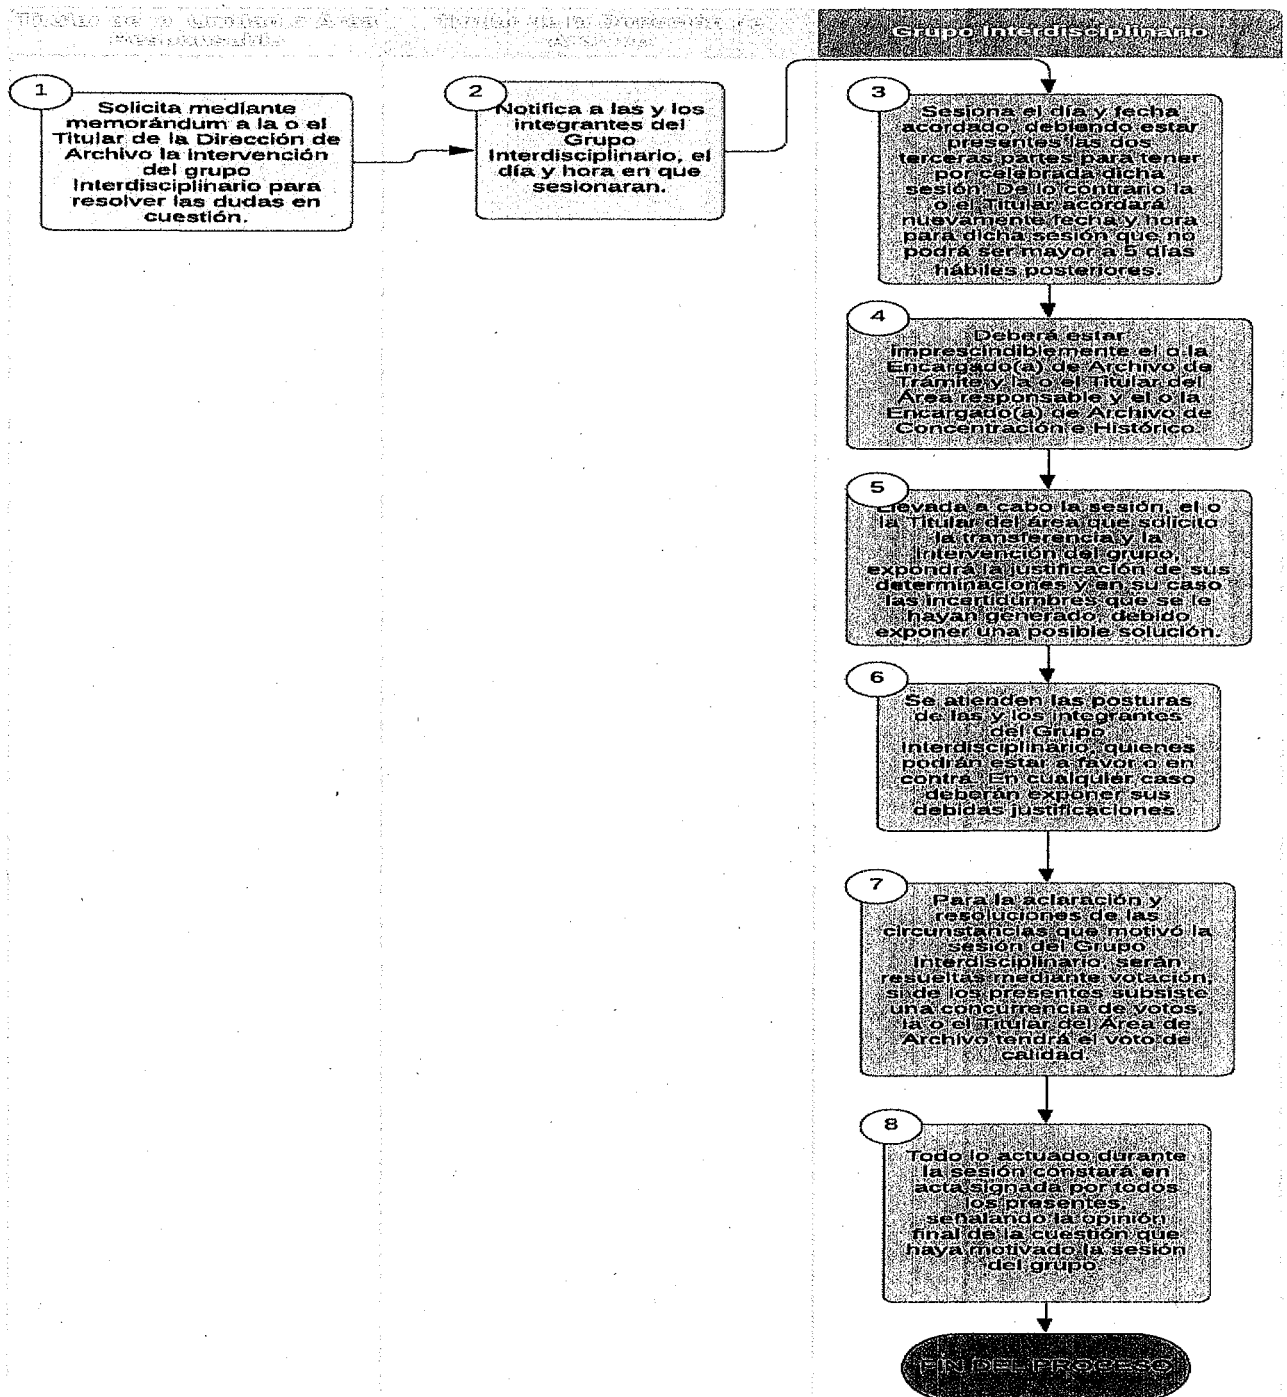 Grupo Interdisciplinario
1
Solicita mediante
memorándum a la o el
Titular de la Dirección de
Archivo la intervención
del grupo
Interdisciplinario para
resolver las dudas en
cuestión.
2
Notifica a las y los
integrantes del
Grupo
Interdisciplinario, el
día y hora en que
sesionaran.
3
Sesiona el día y fecha
acordado, debiendo estar
presentes las dos
terceras partes para tener
por celebrada dicha
sesión. De lo contrario la
o el Titular acordará
nuevamente fecha y hora
para dicha sesión que no
podrá ser mayor a 5 días
hábiles posteriores.
4
Deberá estar
imprescindiblemente el o la
Encargado(a) de Archivo de
Trámite y la o el Titular del
Área responsable y el o la
Encargado(a) de Archivo de
Concentración e Histórico.
5
Llevada a cabo la sesión, el o
la Titular del área que solicito
la transferencia y la
intervención del grupo,
expondrá la justificación de sus
determinaciones y en su caso
las incertidumbres que se le
hayan generado, debido
exponer una posible solución.
6
Se atienden las posturas
de las y los integrantes
del Grupo
Interdisciplinario, quienes
podrán estar a favor o en
contra. En cualquier caso
deberán exponer sus
debidas justificaciones.
7
Para la aclaración y
resoluciones de las
circunstancias que motivó la
sesión del Grupo
Interdisciplinario, serán
resueltas mediante votación,
si de los presentes subsiste
una concurrencia de votos,
la o el Titular del Área de
Archivo tendrá el voto de
calidad.
8
Todo lo actuado durante
la sesión constará en
acta signada por todos
los presentes,
señalando la opinión
final de la cuestión que
haya motivado la sesión
del grupo.
FIN DEL PROCESO